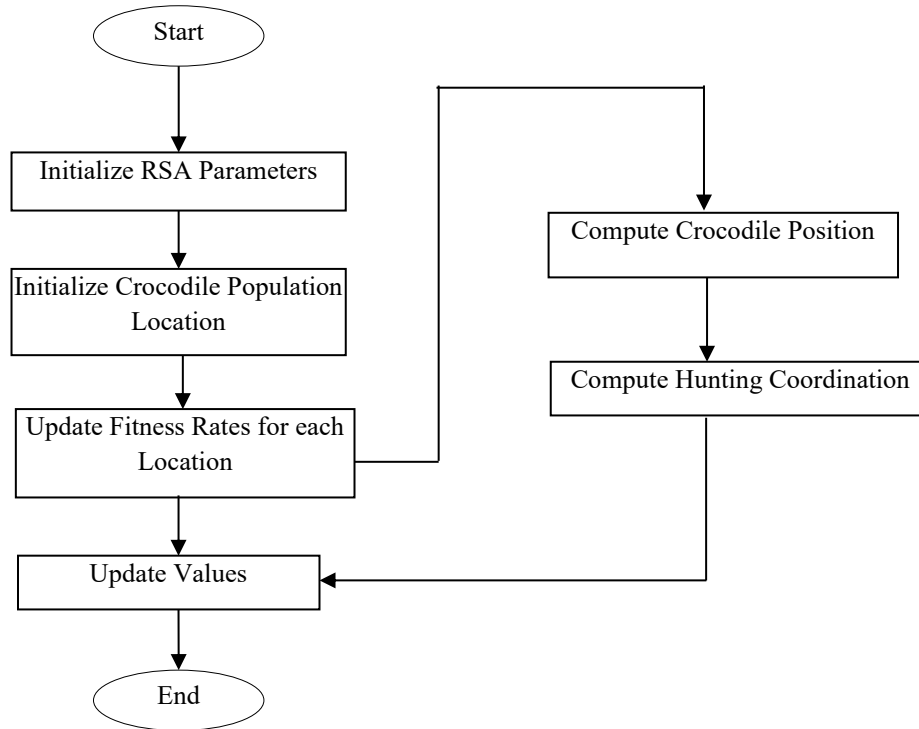 Start
Initialize RSA Parameters
Initialize Crocodile Population
Location
Update Fitness Rates for each
Location
Compute Crocodile Position
Compute Hunting Coordination
Update Values
End